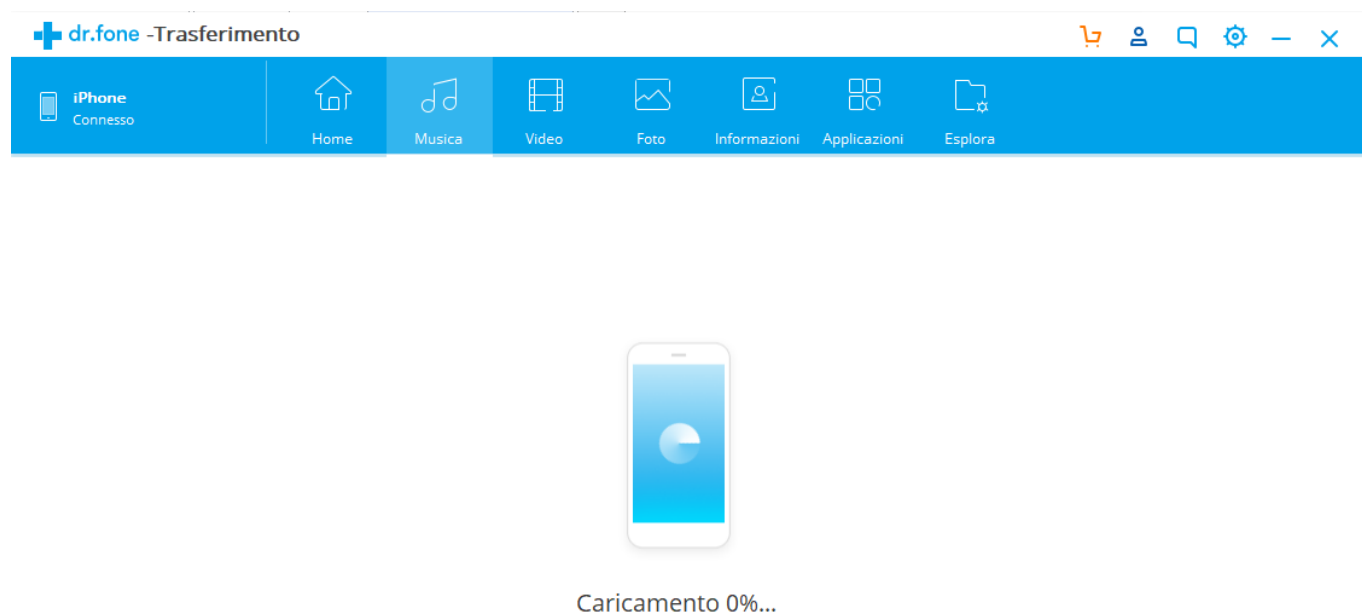 dr.fone -Trasferimento
iPhone
Connesso
Home
Musica
Video
Foto
Informazioni
Applicazioni
Esplora
Caricamento 0%...